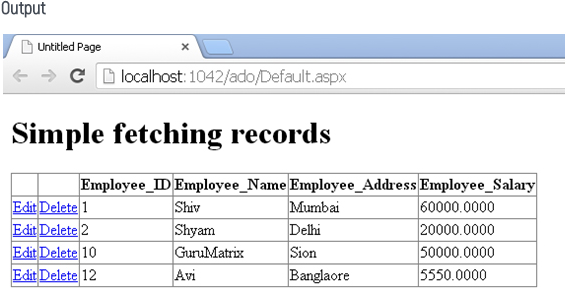 Output
Untitled Page
localhost:1042/ado/Default.aspx
Simple fetching records
Employee_ID Employee_Name Employee_Address Employee_Salary
Edit Delete 1 Shiv Mumbai 60000.0000
Edit Delete 2 Shyam Delhi 20000.0000
Edit Delete 10 GuruMatrix Sion 50000.0000
Edit Delete 12 Avi Banglaore 5550.0000